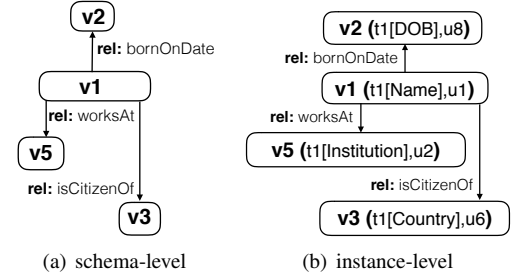 v2
rel: bornOnDate
v1
rel: worksAt
v5
rel: isCitizenOf
v3
(a) schema-level
v2 (t1[DOB],u8)
rel: bornOnDate
v1 (t1[Name],u1)
rel: worksAt
v5 (t1[Institution],u2)
rel: isCitizenOf
v3 (t1[Country],u6)
(b) instance-level